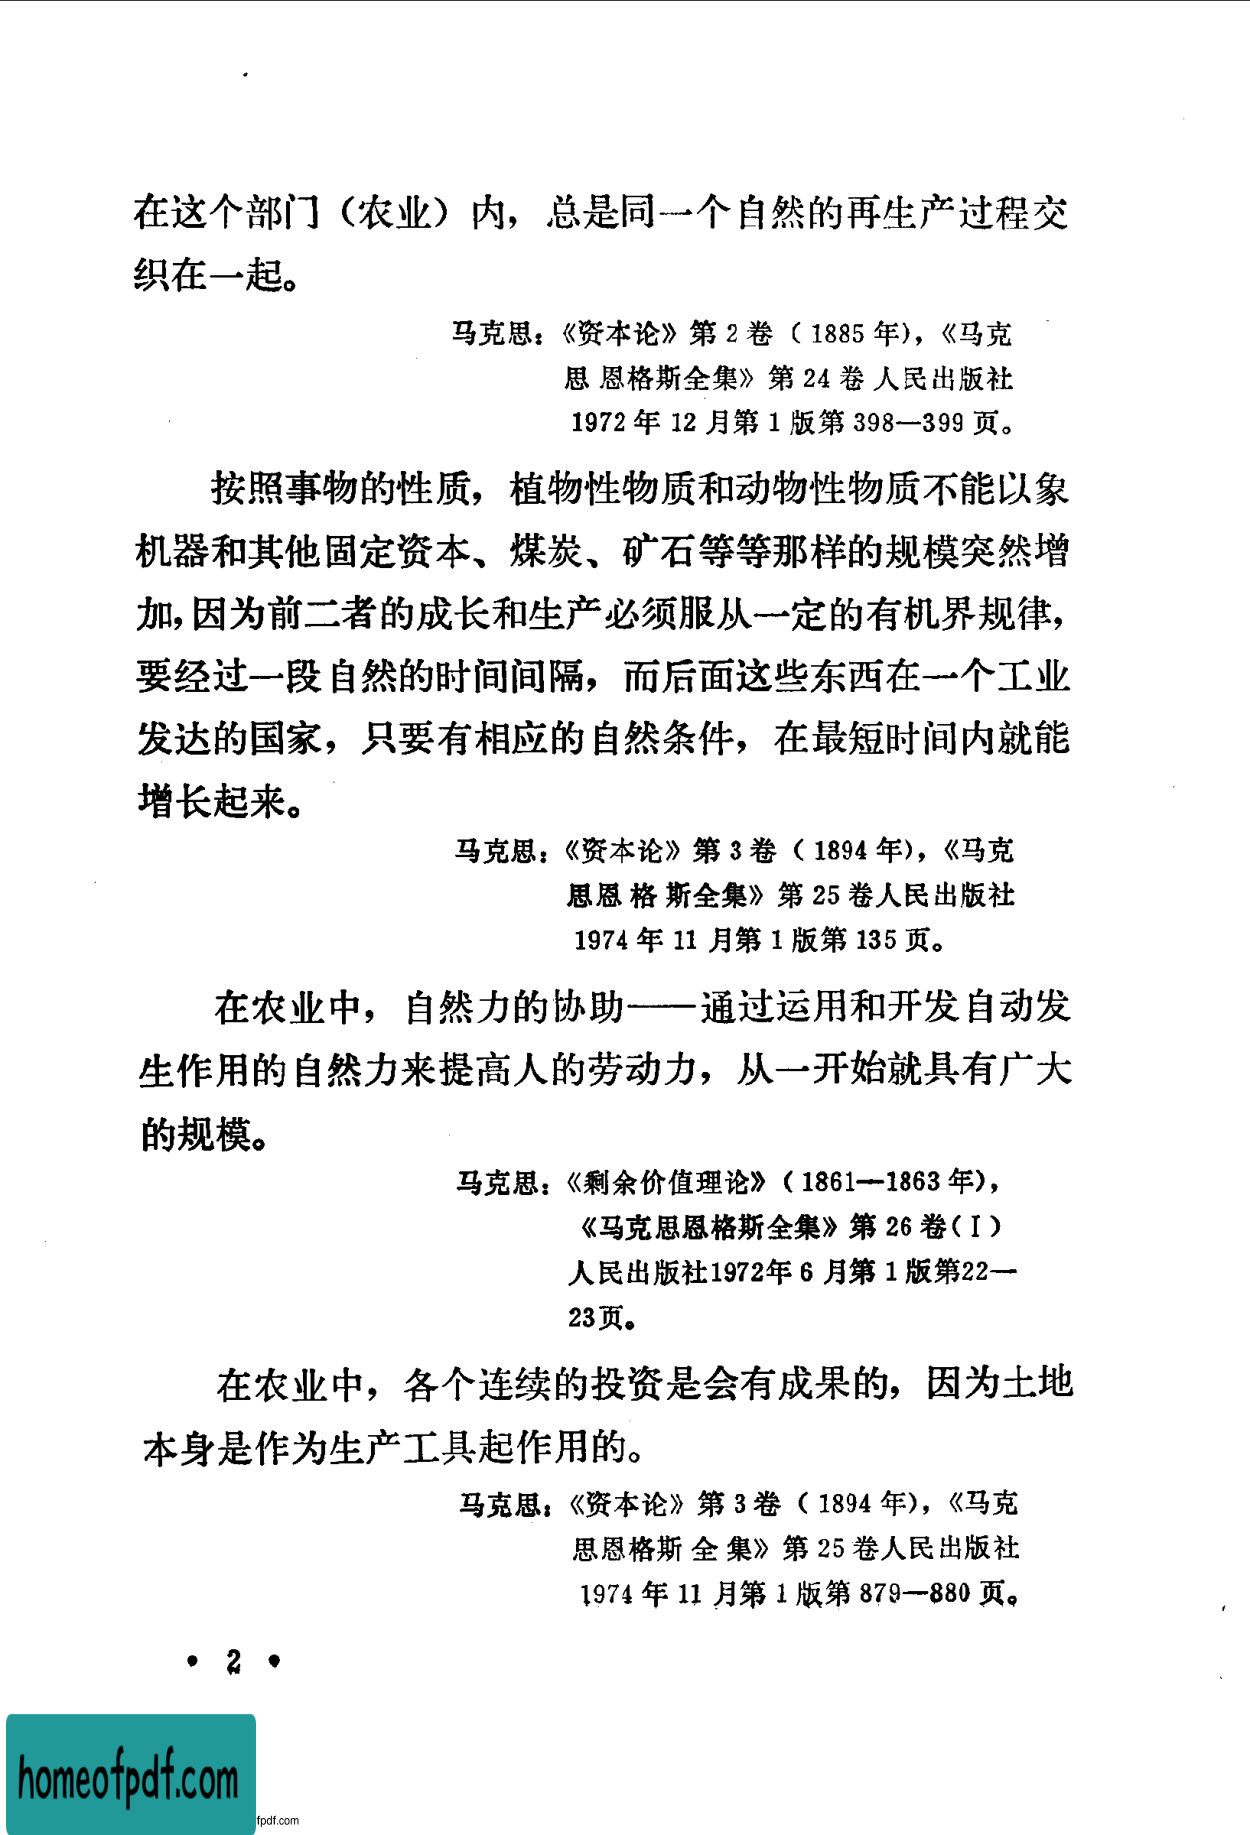 在这个部门（农业）内，总是同一个自然的再生产过程交
织在一起。
马克思：《资本论》第 2 卷（1885 年），《马克
思 恩格斯全集》第 24 卷 人民出版社
1972 年 12 月第 1 版第 398—399 页。
按照事物的性质，植物性物质和动物性物质不能以象
机器和其他固定资本、煤炭、矿石等等那样的规模突然增
加，因为前二者的成长和生产必须服从一定的有机界规律，
要经过一段自然的时间间隔，而后面这些东西在一个工业
发达的国家，只要有相应的自然条件，在最短时间内就能
增长起来。
马克思：《资本论》第 3 卷（1894 年），《马克
思恩 格 斯全集》第 25 卷人民出版社
1974 年 11 月第 1 版第 135 页。
在农业中，自然力的协助——通过运用和开发自动发
生作用的自然力来提高人的劳动力，从一开始就具有广大
的规模。
马克思：《剩余价值理论》（1861—1863 年），
《马克思恩格斯全集》第 26 卷（I）
人民出版社1972年 6 月第 1 版第22—
23页。
在农业中，各个连续的投资是会有成果的，因为土地
本身是作为生产工具起作用的。
马克思：《资本论》第 3 卷（1894 年），《马克
思恩格斯 全 集》第 25 卷人民出版社
1974 年 11 月第 1 版第 879—880 页。
• 2 •
homeofpdf.com
fpdf.com